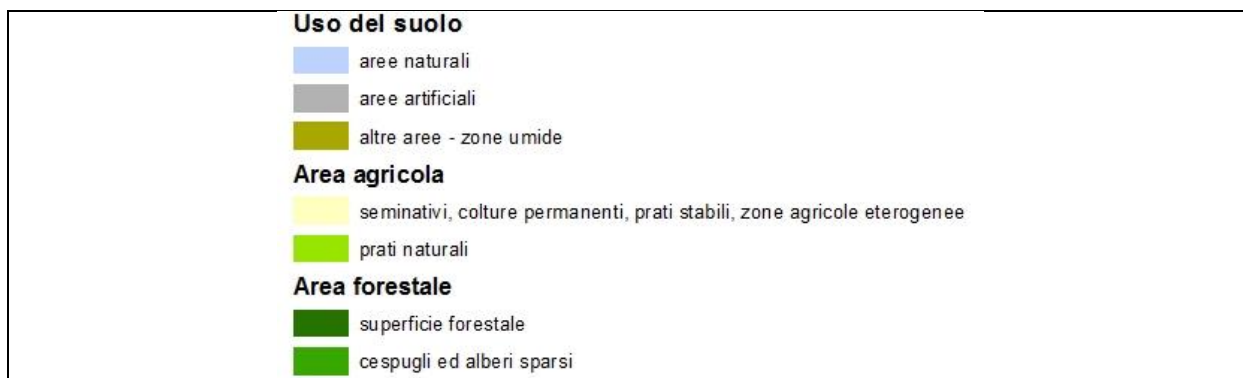 Uso del suolo
aree naturali
aree artificiali
altre aree - zone umide
Area agricola
seminativi, colture permanenti, prati stabili, zone agricole eterogenee
prati naturali
Area forestale
superficie forestale
cespugli ed alberi sparsi